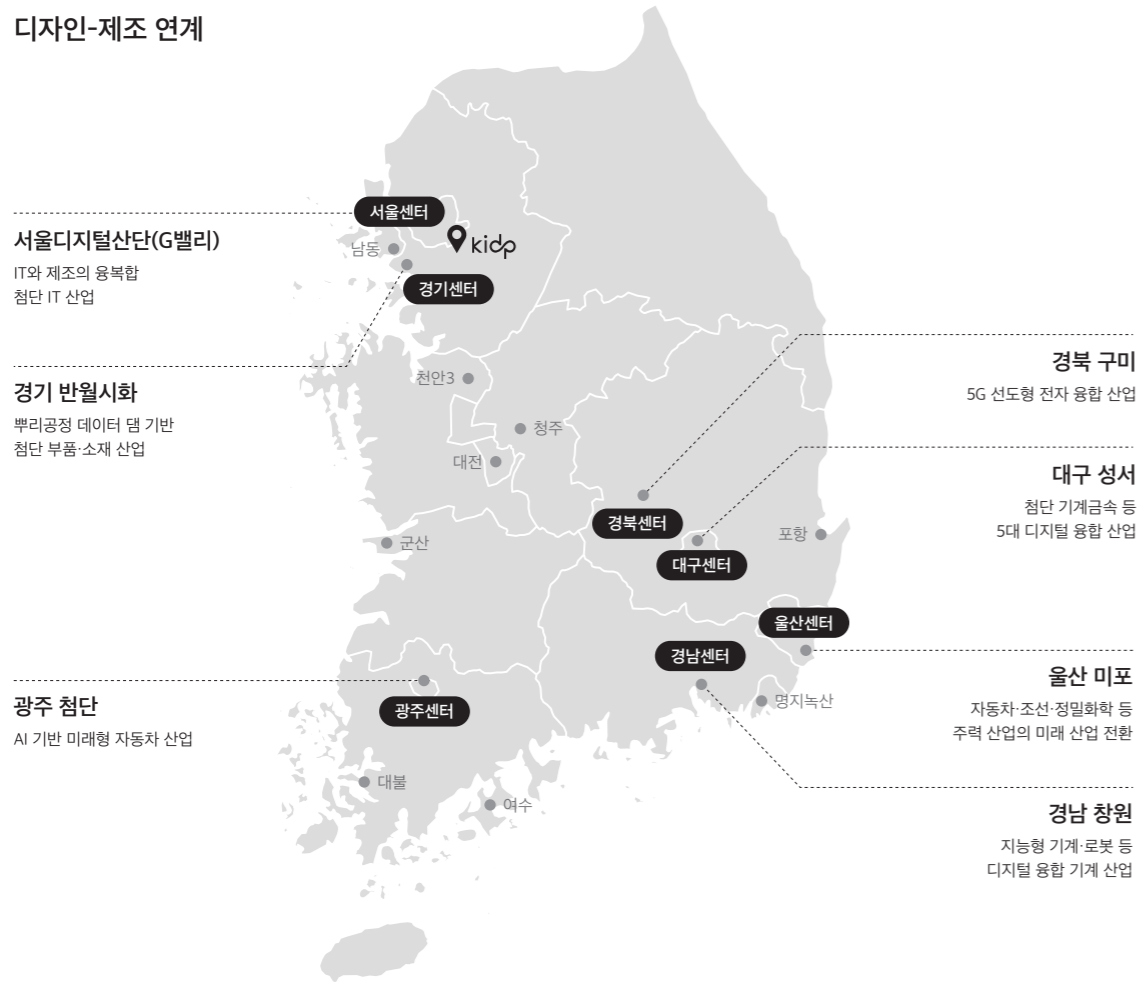 디자인-제조 연계
서울센터
kidp
남동
경기센터
서울디지털산단(G밸리)
IT와 제조의 융복합
첨단 IT 산업
경기 반월시화
뿌리공정 데이터 댐 기반
첨단 부품·소재 산업
천안3
청주
대전
군산
경북 구미
5G 선도형 전자 융합 산업
대구 성서
첨단 기계금속 등
5대 디지털 융합 산업
경북센터
대구센터
포항
울산센터
경남센터
명지녹산
울산 미포
자동차·조선·정밀화학 등
주력 산업의 미래 산업 전환
광주 첨단
AI 기반 미래형 자동차 산업
광주센터
대불
여수
경남 창원
지능형 기계·로봇 등
디지털 융합 기계 산업